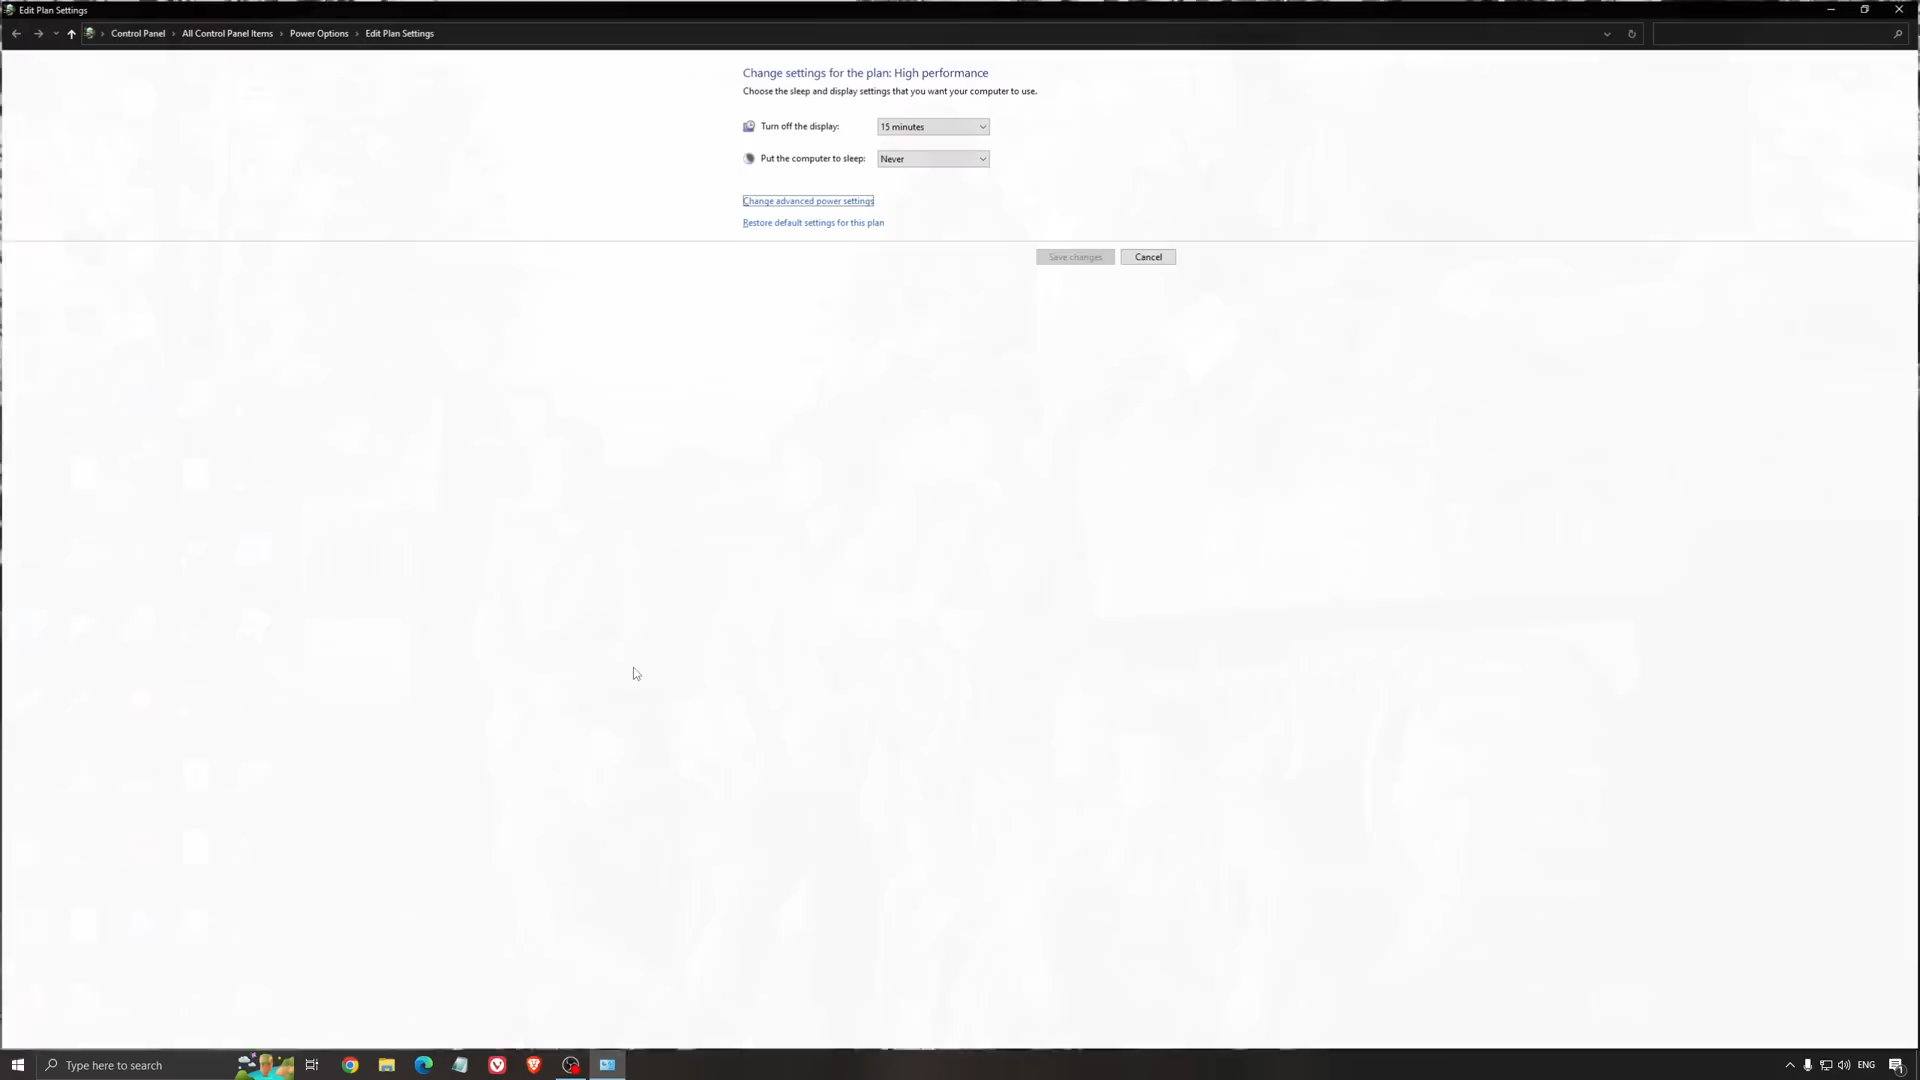 Edit Plan Settings
Control Panel
All Control Panel Items
Power Options
Edit Plan Settings
Change settings for the plan: High performance
Choose the sleep and display settings that you want your computer to use.
Turn off the display:
15 minutes
Put the computer to sleep:
Never
Change advanced power settings
Restore default settings for this plan
Save changes
Cancel
Type here to search
ENG
1